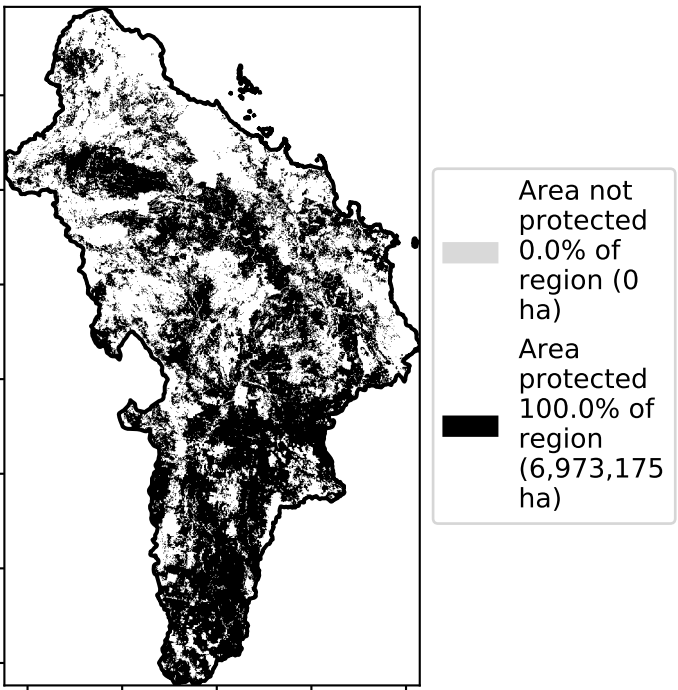 Area not
protected
0.0% of
region (0
ha)
Area
protected
100.0% of
region
(6,973,175
ha)